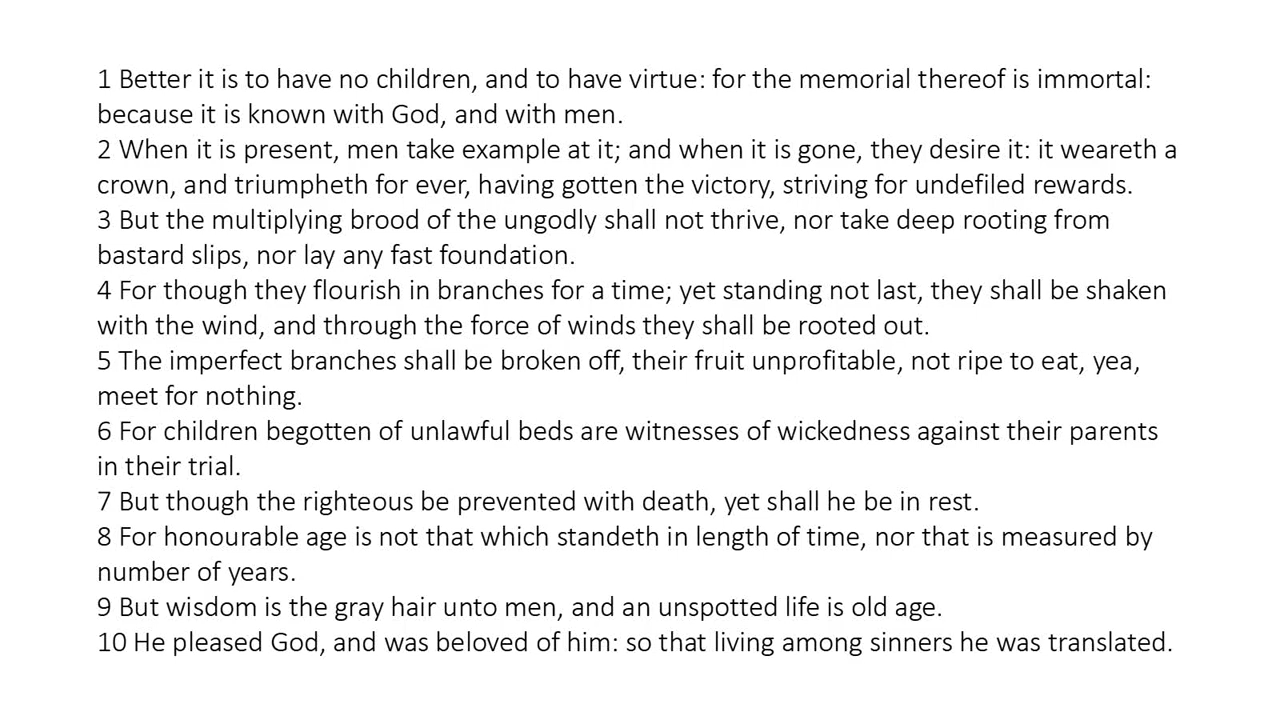 1 Better it is to have no children, and to have virtue: for the memorial thereof is immortal:
because it is known with God, and with men.
2 When it is present, men take example at it; and when it is gone, they desire it: it weareth a
crown, and triumpheth for ever, having gotten the victory, striving for undefiled rewards.
3 But the multiplying brood of the ungodly shall not thrive, nor take deep rooting from
bastard slips, nor lay any fast foundation.
4 For though they flourish in branches for a time; yet standing not last, they shall be shaken
with the wind, and through the force of winds they shall be rooted out.
5 The imperfect branches shall be broken off, their fruit unprofitable, not ripe to eat, yea,
meet for nothing.
6 For children begotten of unlawful beds are witnesses of wickedness against their parents
in their trial.
7 But though the righteous be prevented with death, yet shall he be in rest.
8 For honourable age is not that which standeth in length of time, nor that is measured by
number of years.
9 But wisdom is the gray hair unto men, and an unspotted life is old age.
10 He pleased God, and was beloved of him: so that living among sinners he was translated.